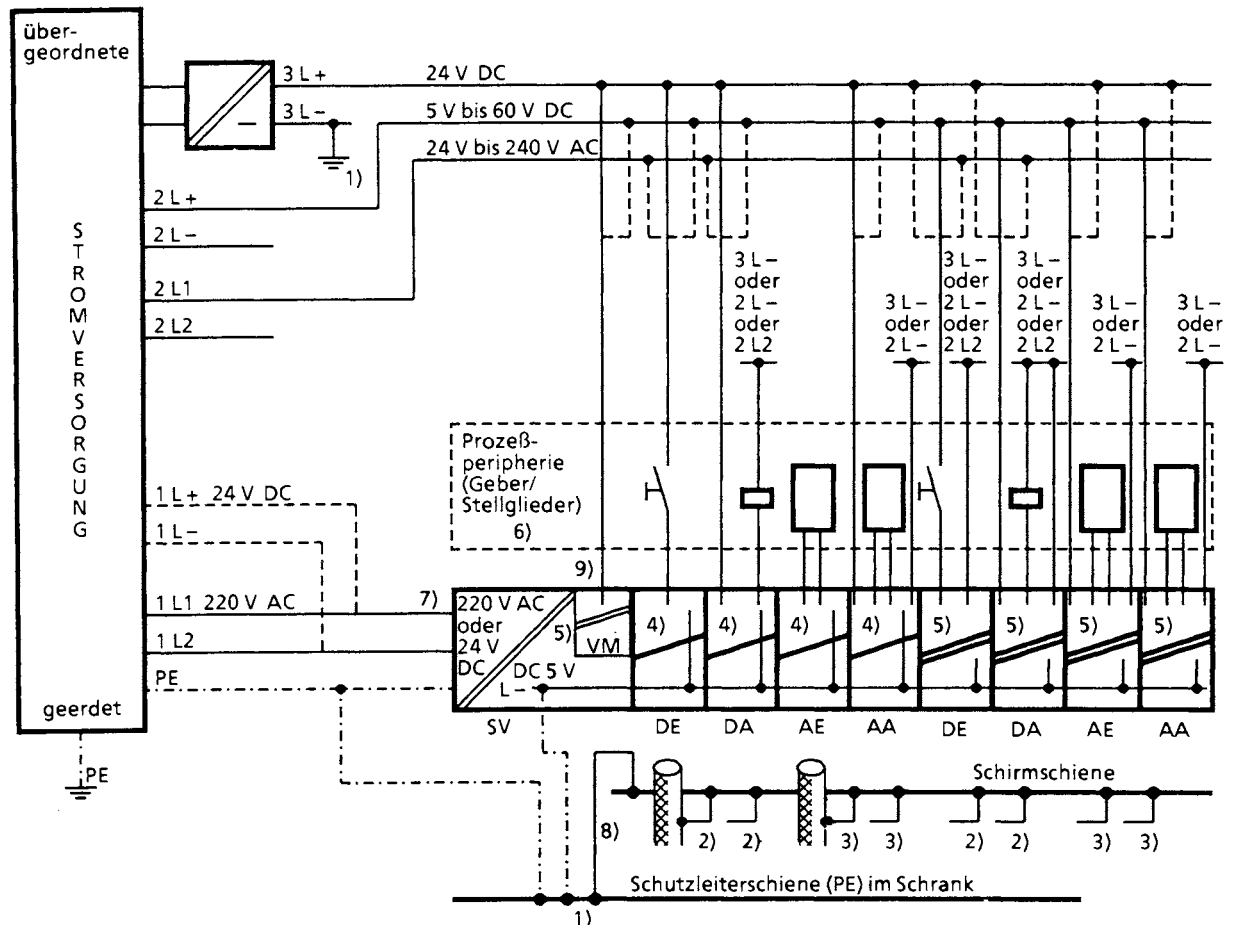 über-
geordnete
STROMVERSORGUNG
geerdet
PE
3 L+
3 L-
1)
24 V DC
5 V bis 60 V DC
24 V bis 240 V AC
2 L+
2 L-
2 L1
2 L2
3 L-
oder
2 L-
oder
2 L2
3 L-
oder
2 L-
3 L-
oder
2 L-
oder
2 L2
3 L-
oder
2 L-
oder
2 L2
3 L-
oder
2 L-
3 L-
oder
2 L-
Prozeß-
peripherie
(Geber/
Stellglieder)
6)
1 L+ 24 V DC
1 L-
9)
1 L1 220 V AC
7)
1 L2
PE
220 V AC
oder
24 V
DC
DC 5 V
L-
5)
VM
4)
4)
4)
4)
5)
5)
5)
5)
SV
DE
DA
AE
AA
DE
DA
AE
AA
Schirmschiene
8)
2)
2)
3)
3)
2)
2)
3)
3)
Schutzleiterschiene (PE) im Schrank
1)